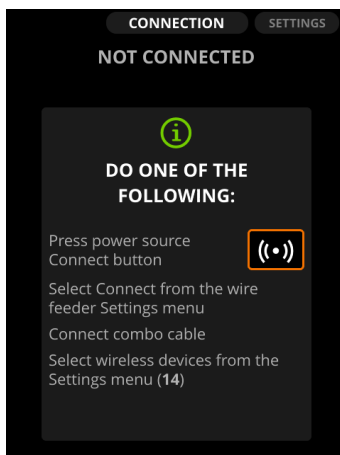 CONNECTION SETTINGS
NOT CONNECTED
DO ONE OF THE
FOLLOWING:
Press power source
Connect button
Select Connect from the wire
feeder Settings menu
Connect combo cable
Select wireless devices from the
Settings menu (14)